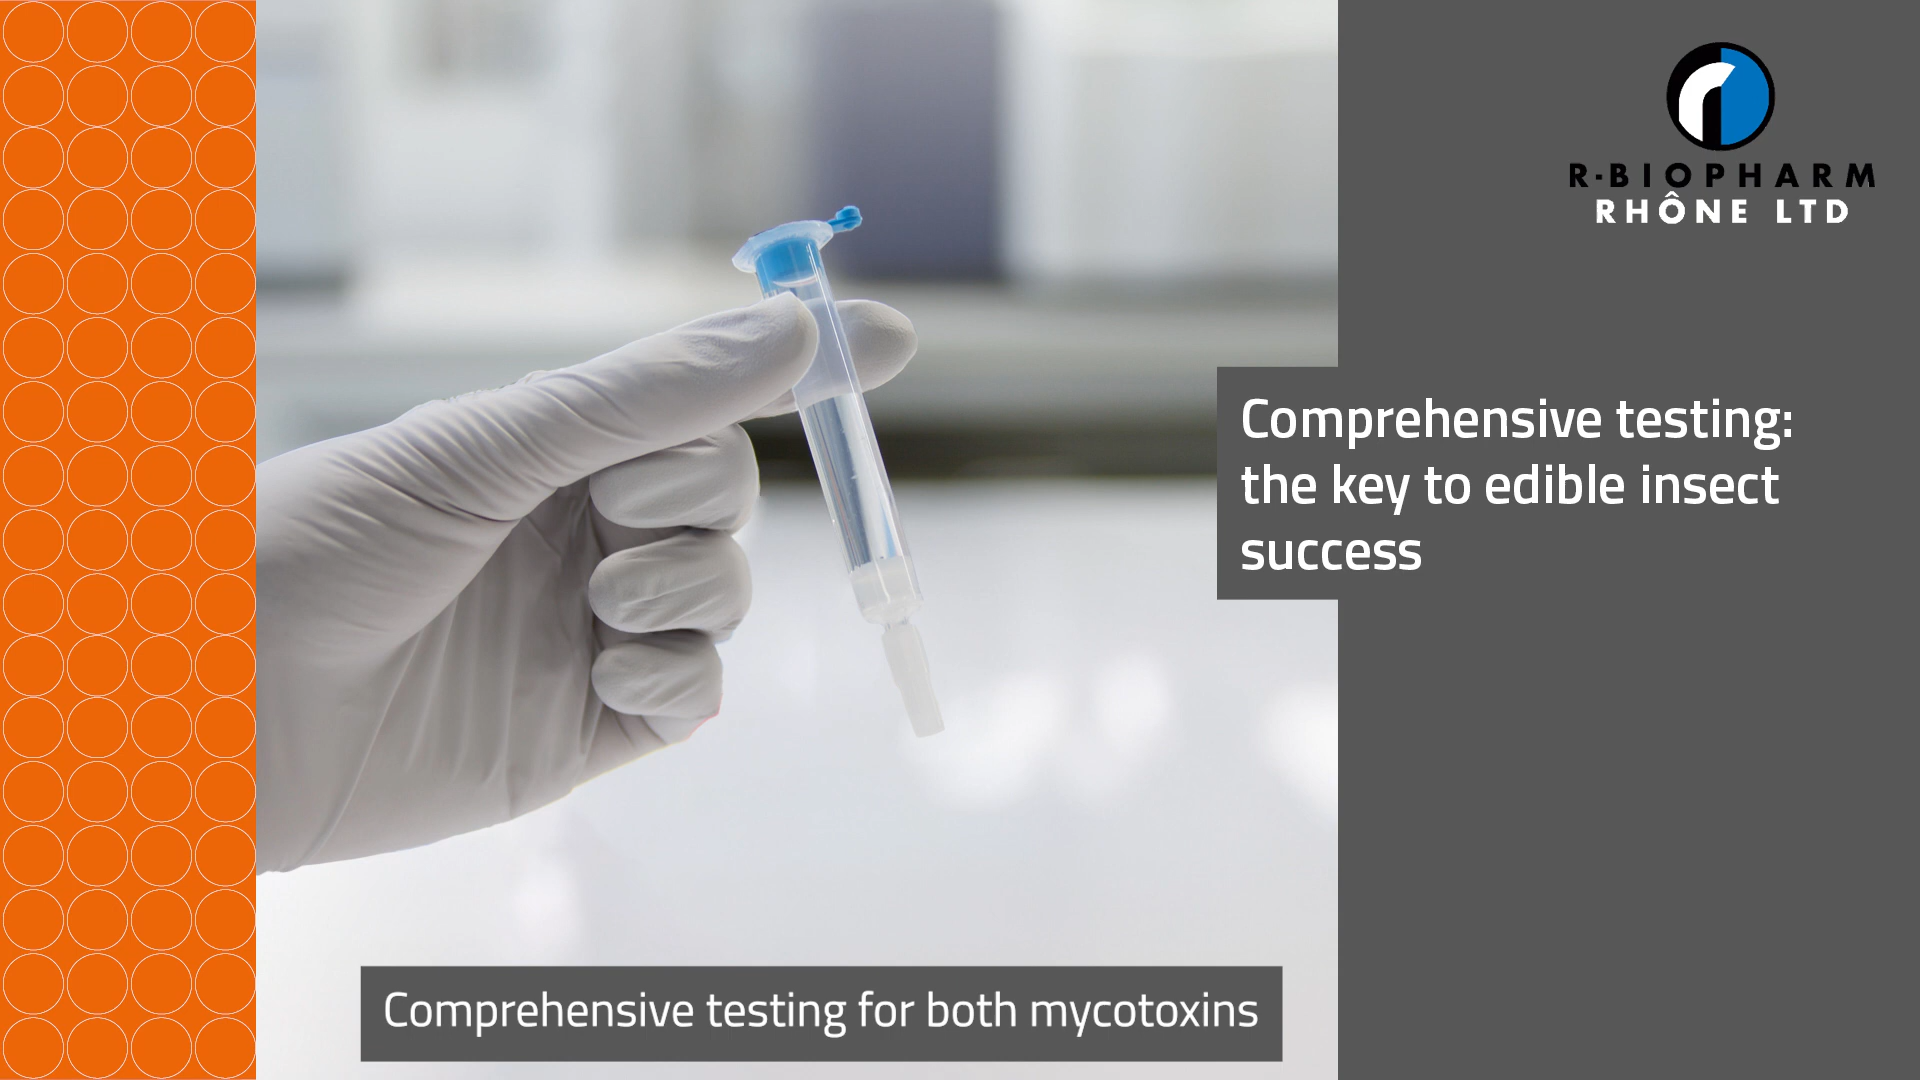 R·BIOPHARM
RHÔNE LTD
Comprehensive testing:
the key to edible insect
success
Comprehensive testing for both mycotoxins